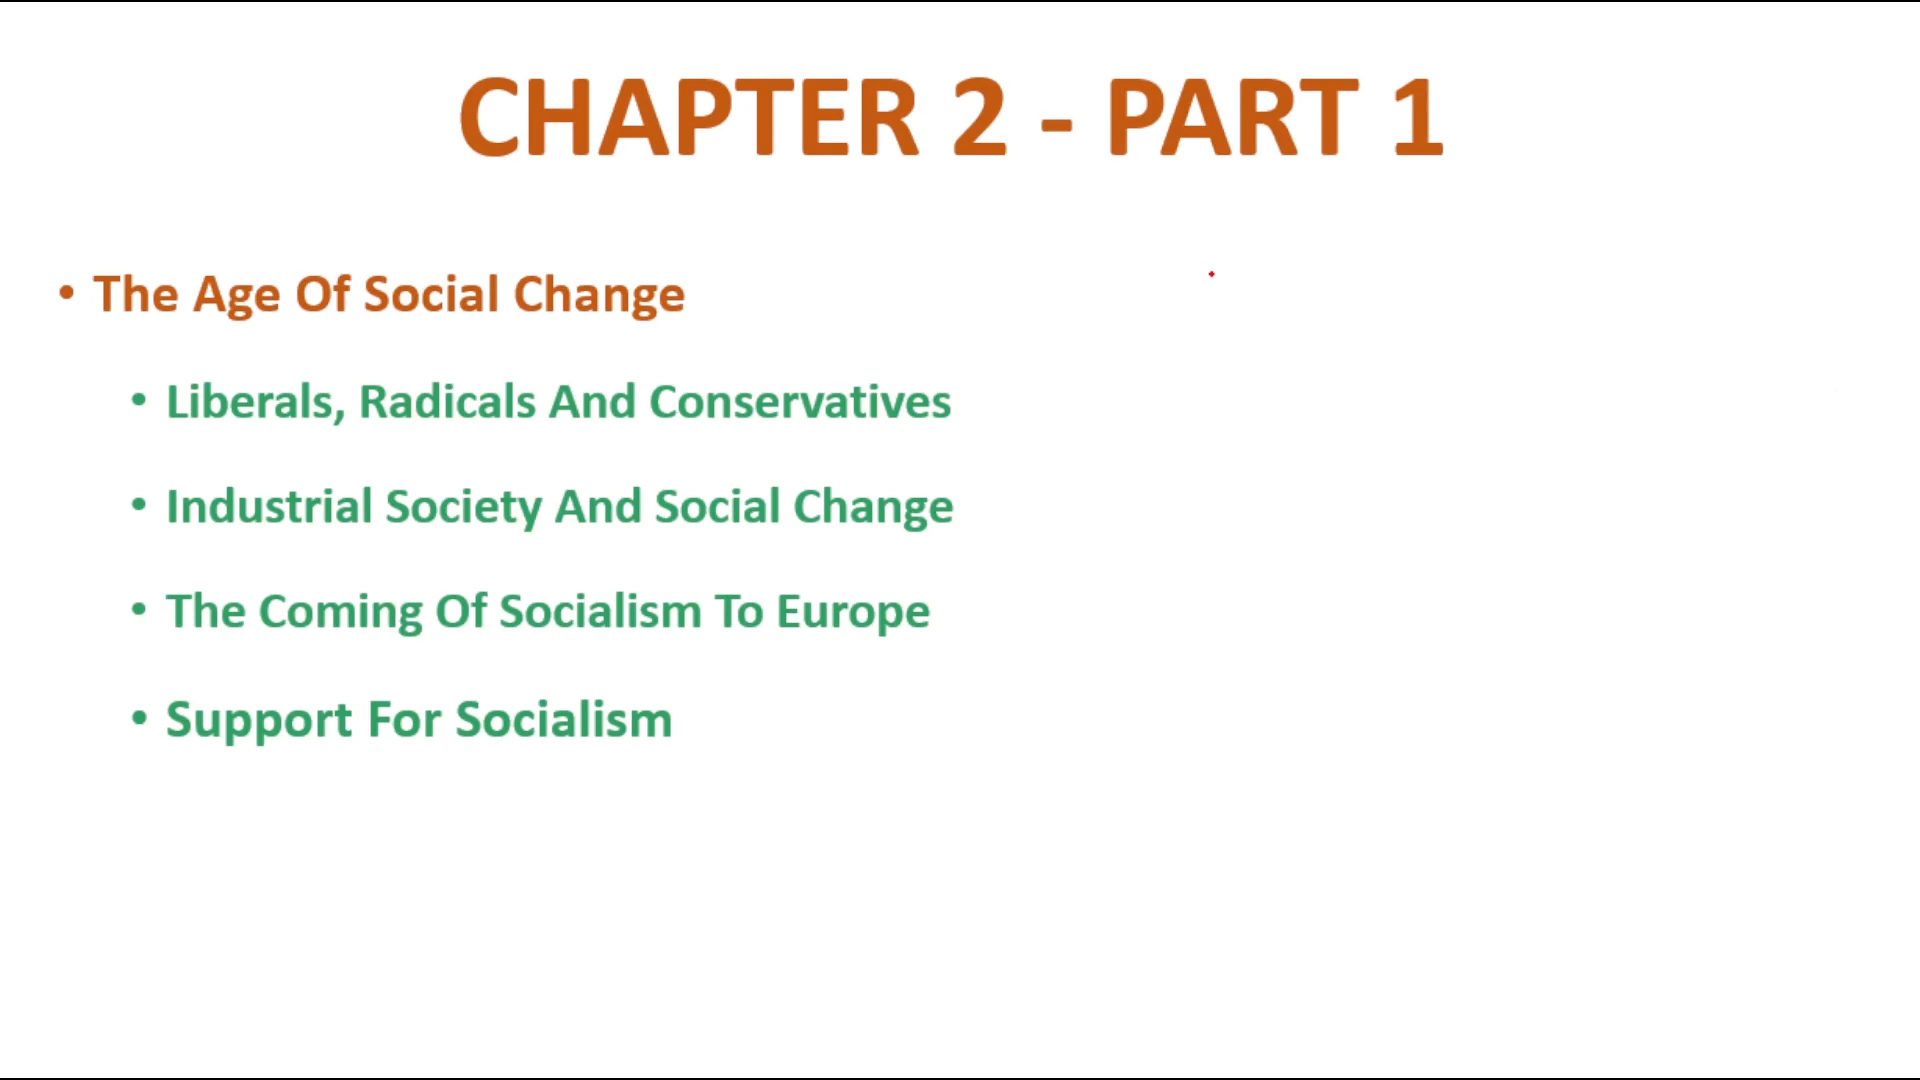 CHAPTER 2 - PART 1
• The Age Of Social Change
• Liberals, Radicals And Conservatives
• Industrial Society And Social Change
• The Coming Of Socialism To Europe
• Support For Socialism